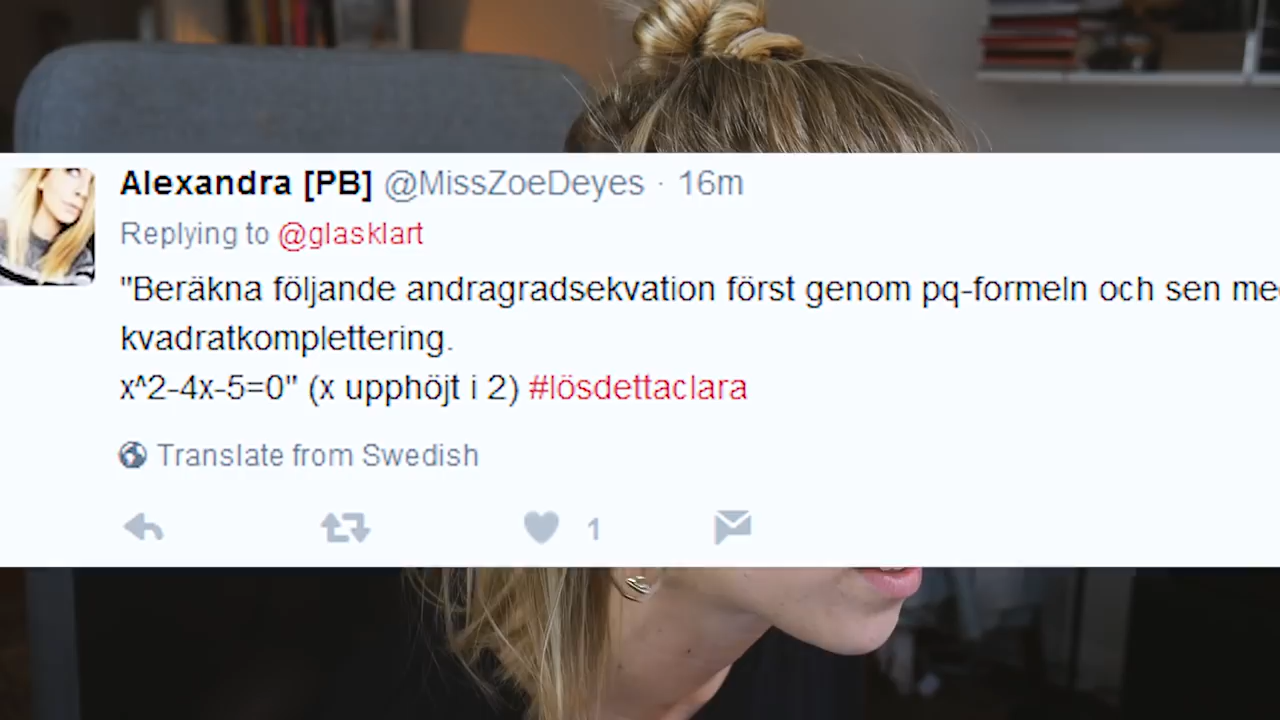 Alexandra [PB] @MissZoeDeyes · 16m
Replying to @glasklart
"Beräkna följande andragradsekvation först genom pq-formeln och sen
kvadratkomplettering.
x^2-4x-5=0" (x upphöjt i 2) #lösdettaclara
Translate from Swedish
1